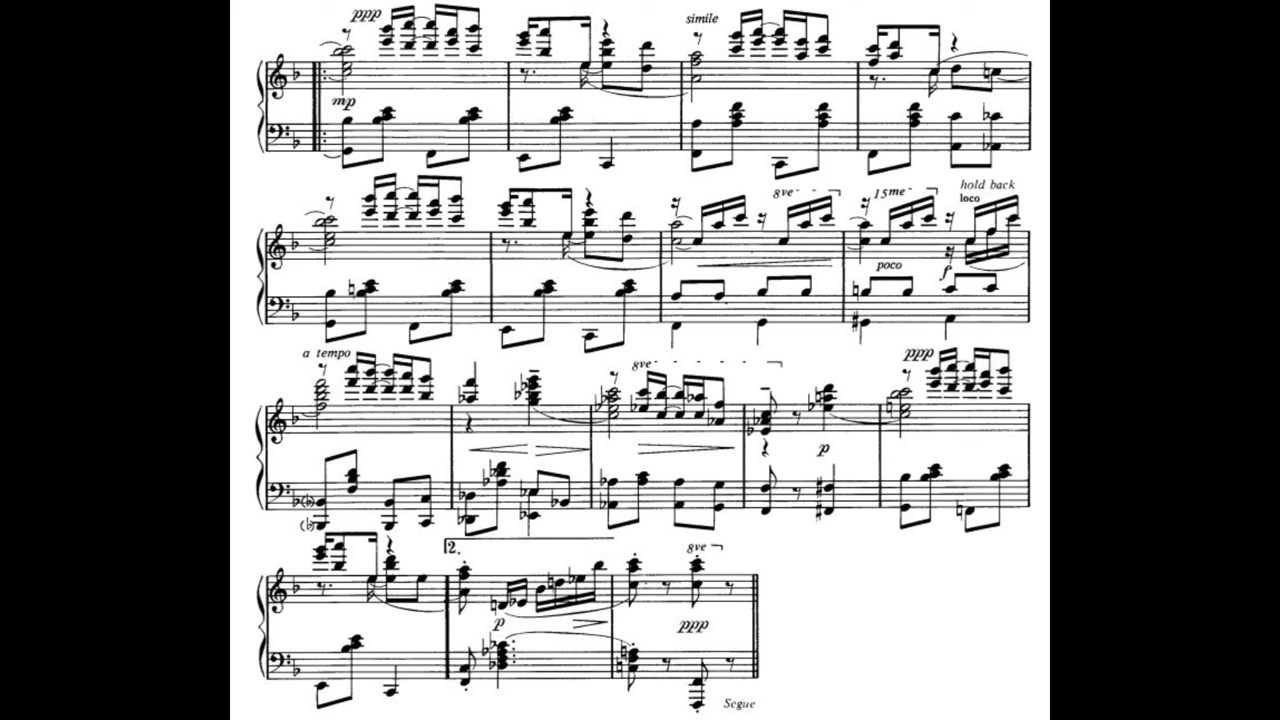 ppp
mp
simile
8ve
15me
hold back
loco
poco
f
a tempo
8ve
ppp
p
2.
8ve
p
ppp
Segue